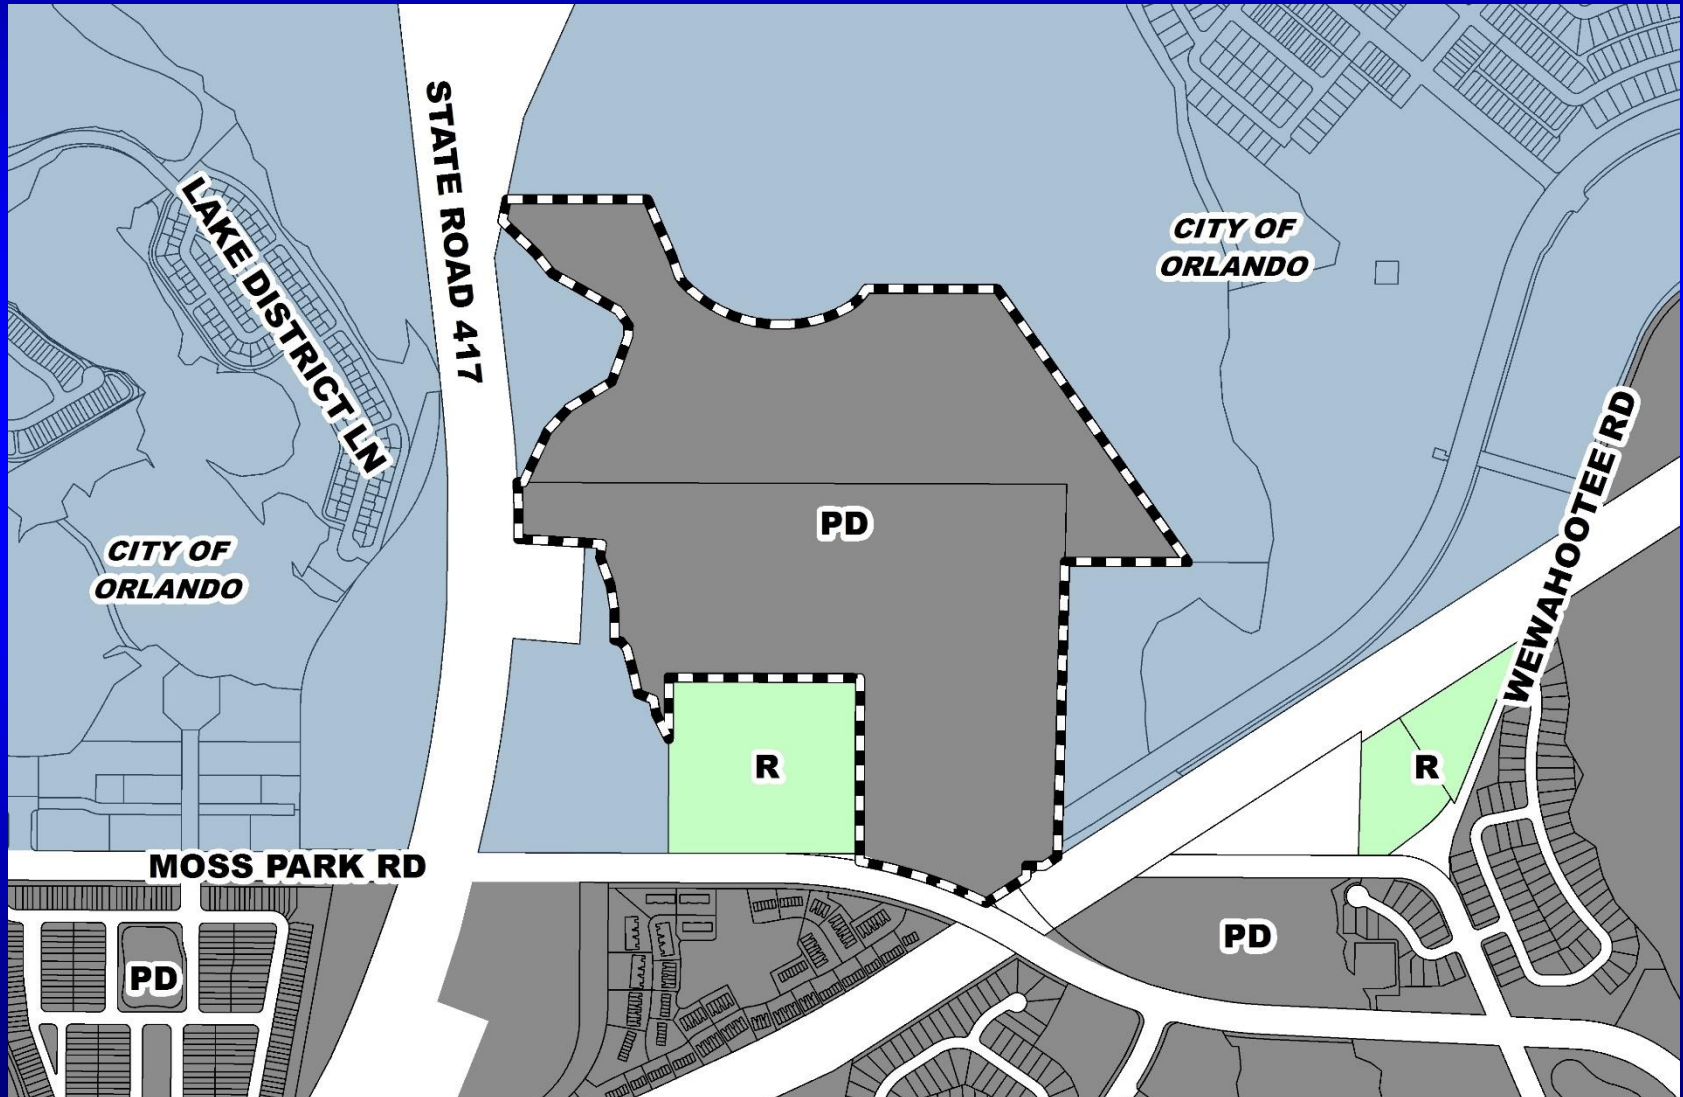 STATE ROAD 417
LAKE DISTRICT LN
CITY OF
ORLANDO
WEWAHOOTEE RD
PD
CITY OF
ORLANDO
R
R
MOSS PARK RD
PD
PD